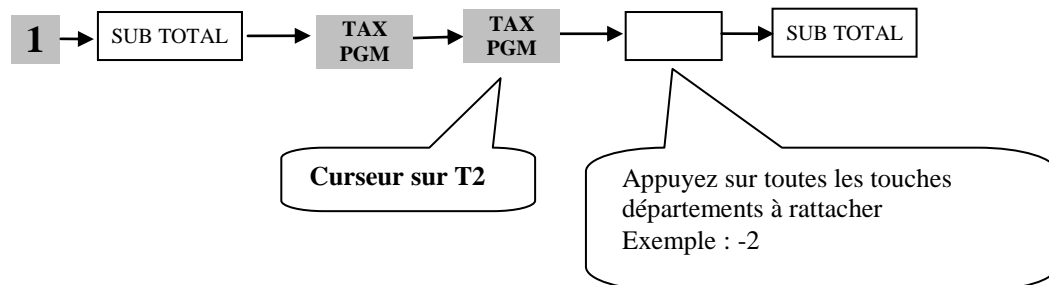 1
SUB TOTAL
TAX
PGM
TAX
PGM
SUB TOTAL
Curseur sur T2
Appuyez sur toutes les touches
départements à rattacher
Exemple : -2